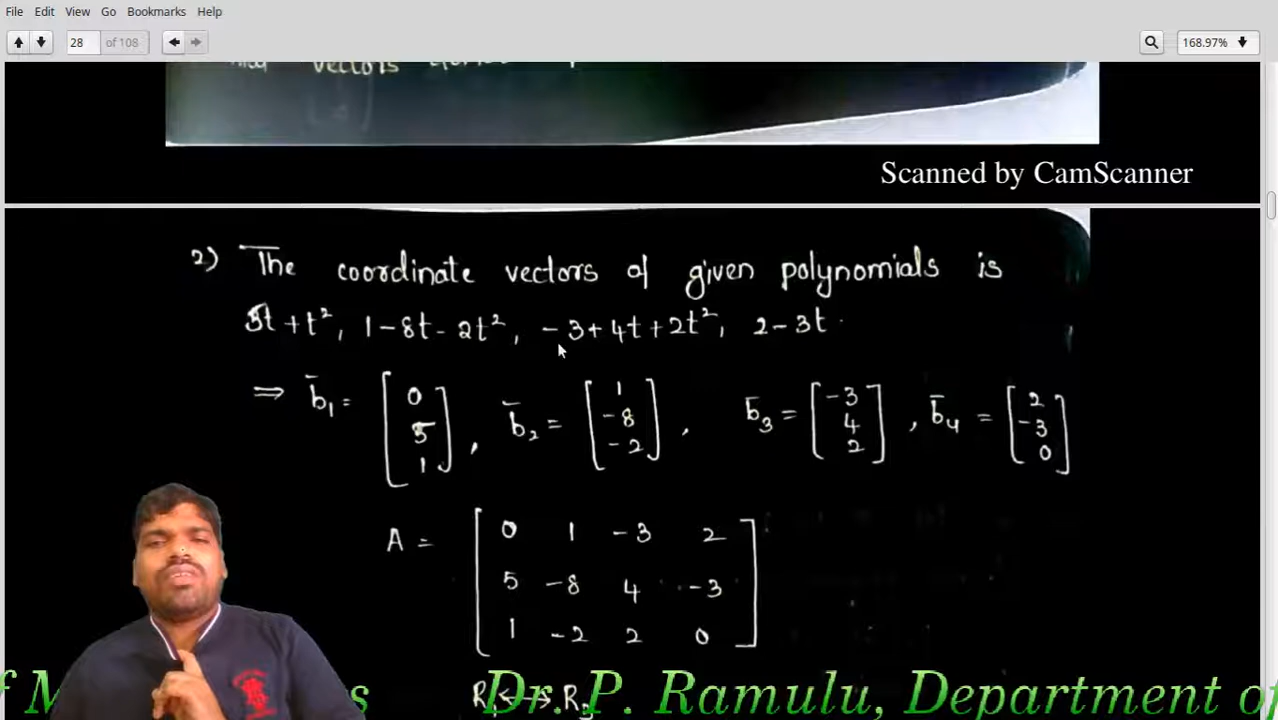 File Edit View Go Bookmarks Help
28 of 108 168.97%
vectors
Scanned by CamScanner
2) The coordinate vectors of given polynomials is
5t + t², 1 - 8t - 2t², -3 + 4t + 2t², 2 - 3t.
⇒ b̄₁ = [0 5 1], b̄₂ = [1 -8 -2], b̄₃ = [-3 4 2], b̄₄ = [2 -3 0]
A = [0 1 -3 2
5 -8 4 -3
1 -2 2 0]
R₁ ↔ R₃
Dr. P. Ramulu, Department of